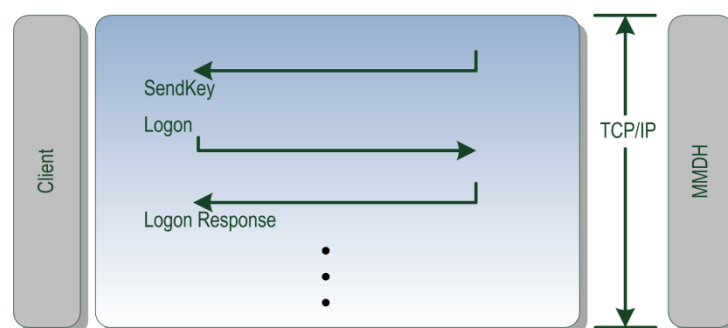 Client
SendKey
Logon
Logon Response
TCP/IP
MMDH